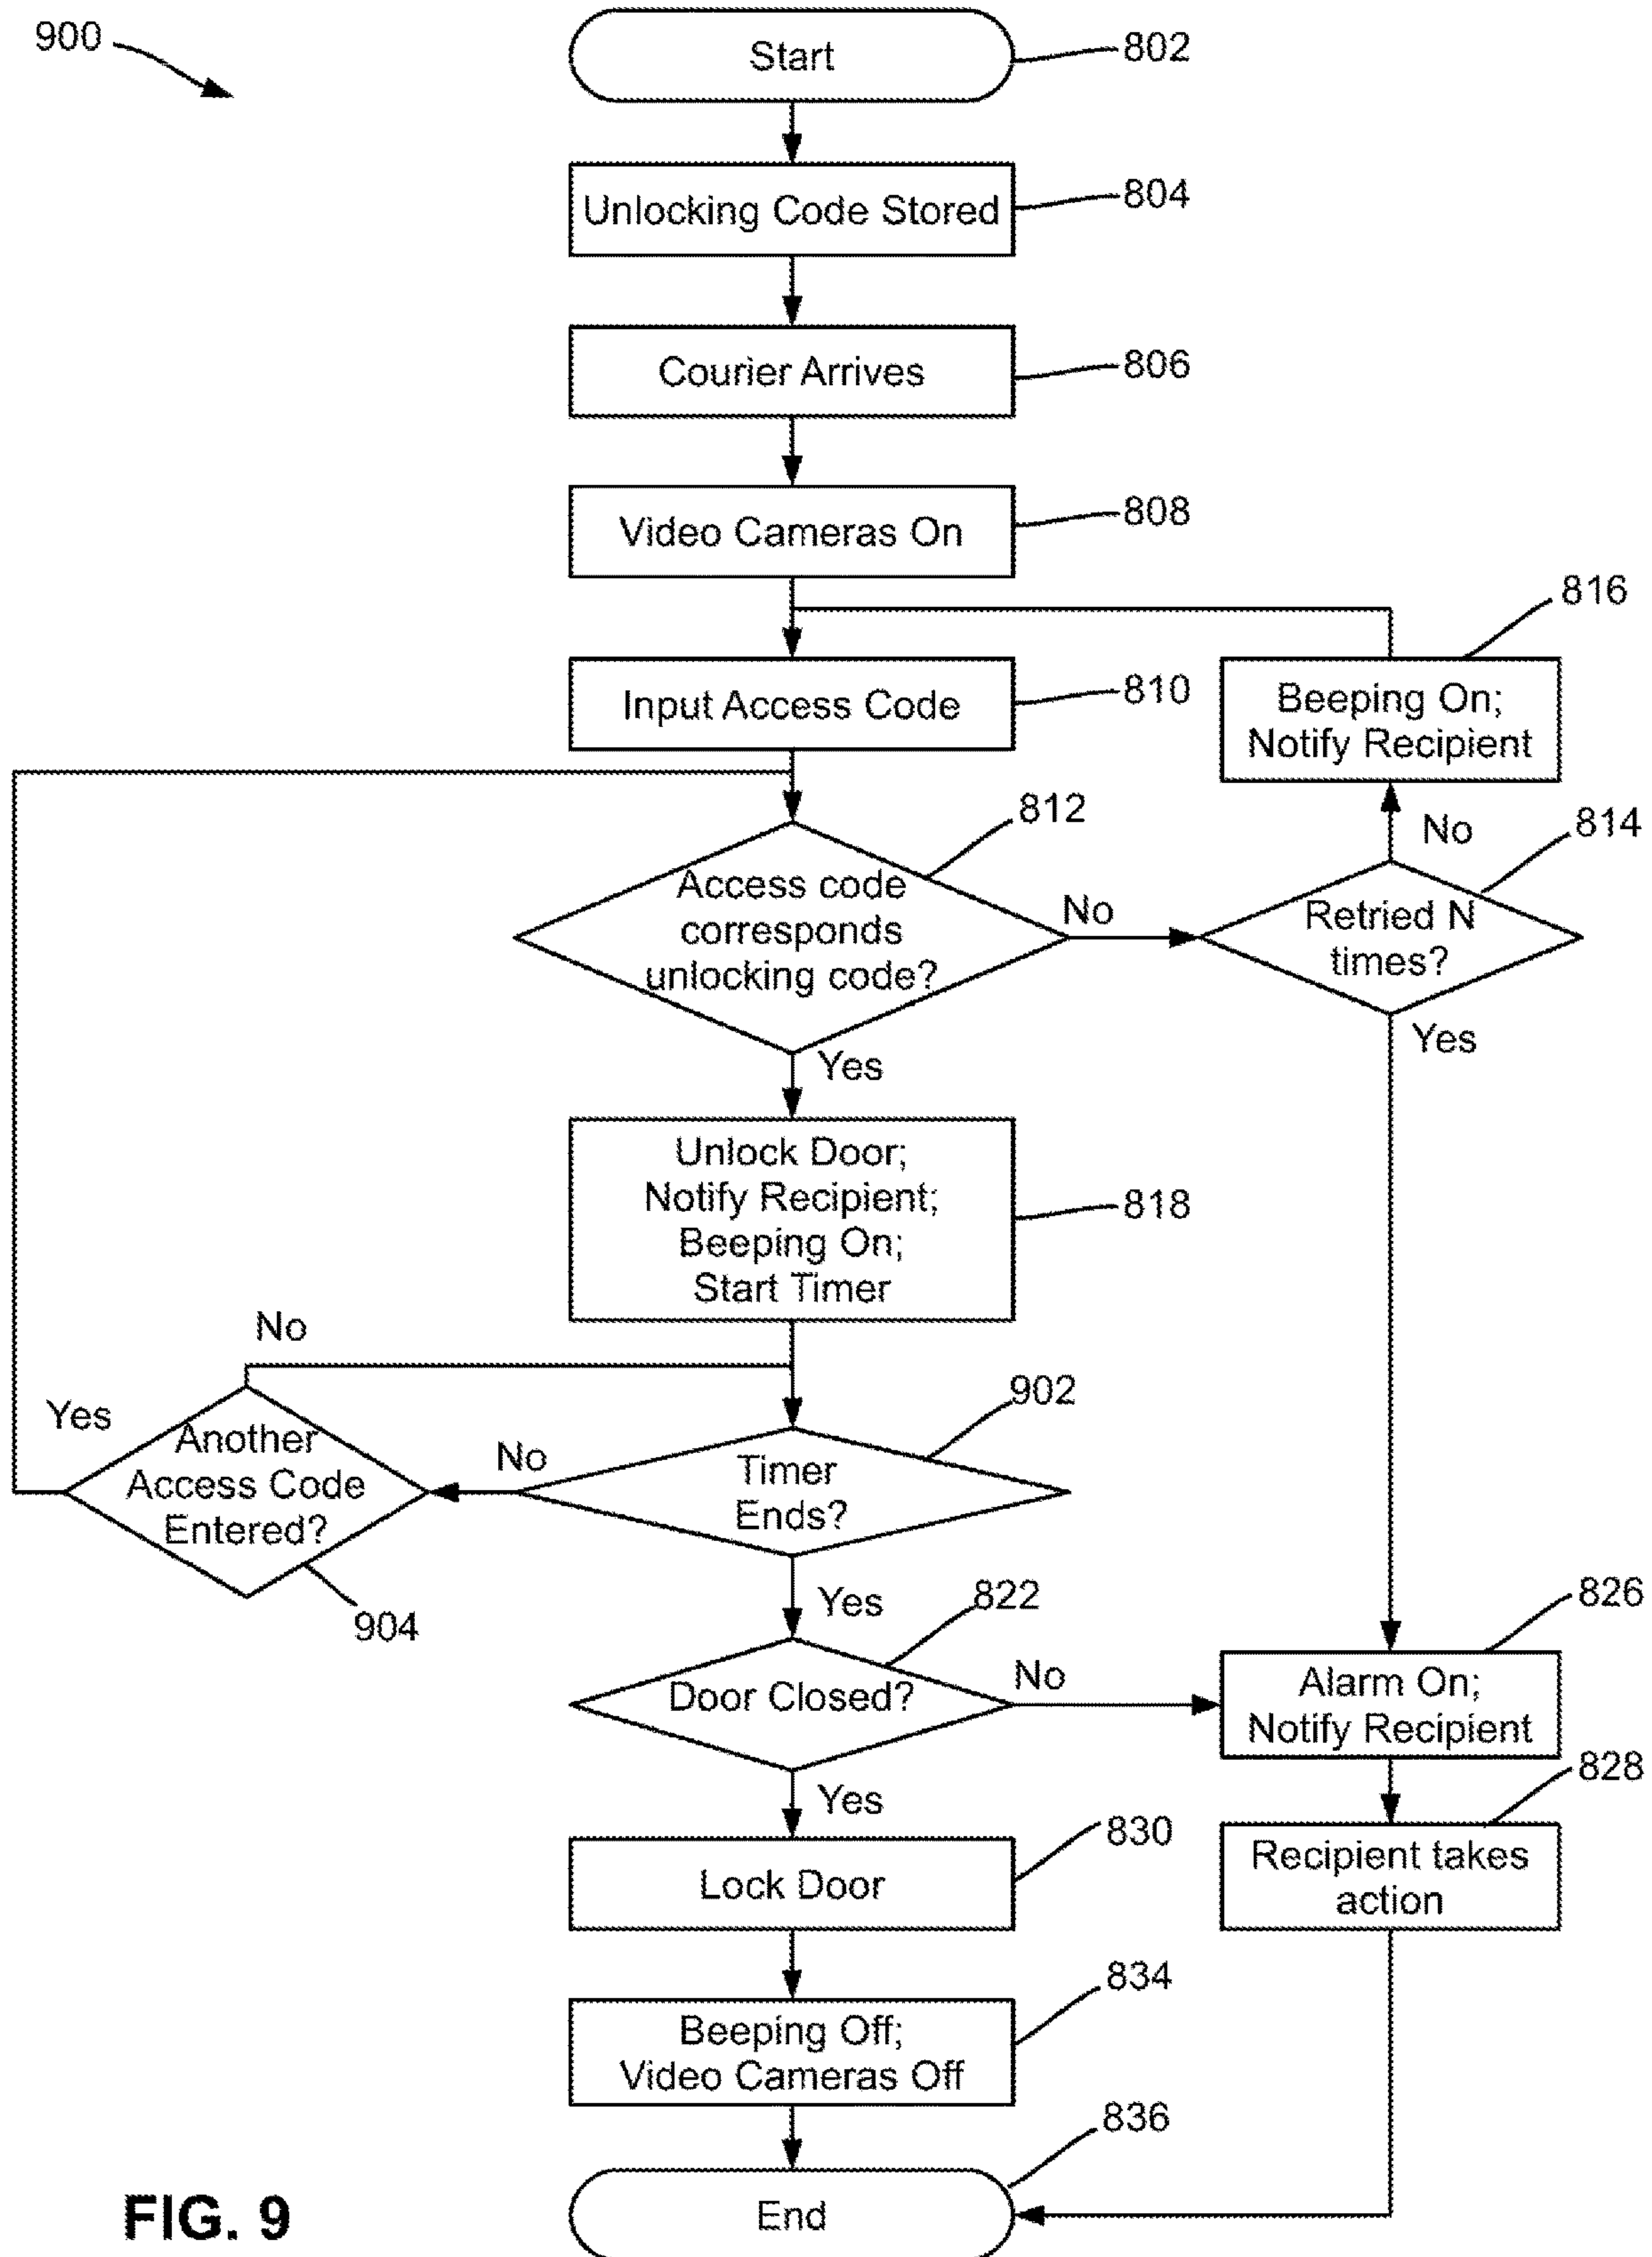 900
Start
802
Unlocking Code Stored
804
Courier Arrives
806
Video Cameras On
808
816
Input Access Code
810
Beeping On;
Notify Recipient
812
No
814
Access code
corresponds
unlocking code?
No
Retried N
times?
Yes
Yes
Unlock Door;
Notify Recipient;
Beeping On;
Start Timer
818
No
902
Yes
Another
Access Code
Entered?
No
Timer
Ends?
904
Yes
822
826
Door Closed?
No
Alarm On;
Notify Recipient
828
Yes
830
Lock Door
Recipient takes
action
834
Beeping Off;
Video Cameras Off
836
End
FIG. 9